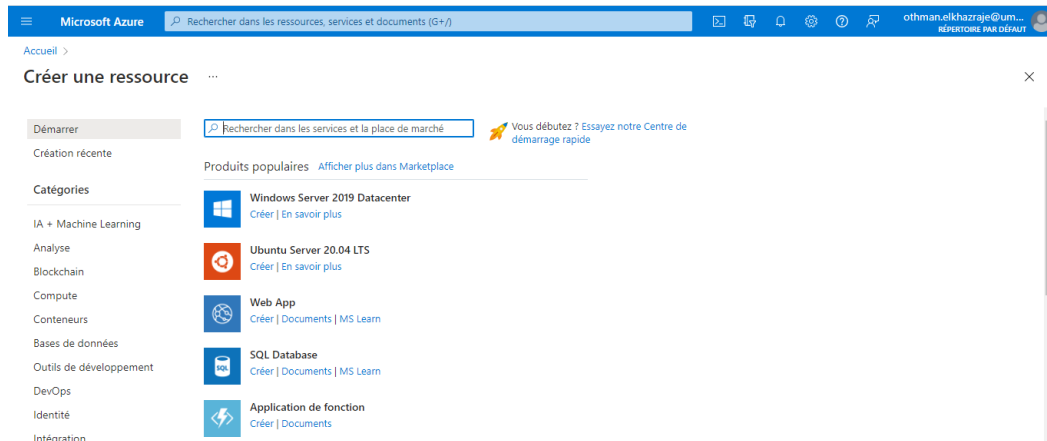 Microsoft Azure
Rechercher dans les ressources, services et documents (G+/)
othman.elkhazraje@um...
RÉPERTOIRE PAR DÉFAUT
Accueil >
Créer une ressource ...
Démarrer
Création récente
Catégories
IA + Machine Learning
Analyse
Blockchain
Compute
Conteneurs
Bases de données
Outils de développement
DevOps
Identité
Intégration
Rechercher dans les services et la place de marché
Vous débutez ? Essayez notre Centre de
démarrage rapide
Produits populaires Afficher plus dans Marketplace
Windows Server 2019 Datacenter
Créer | En savoir plus
Ubuntu Server 20.04 LTS
Créer | En savoir plus
Web App
Créer | Documents | MS Learn
SQL
SQL Database
Créer | Documents | MS Learn
Application de fonction
Créer | Documents